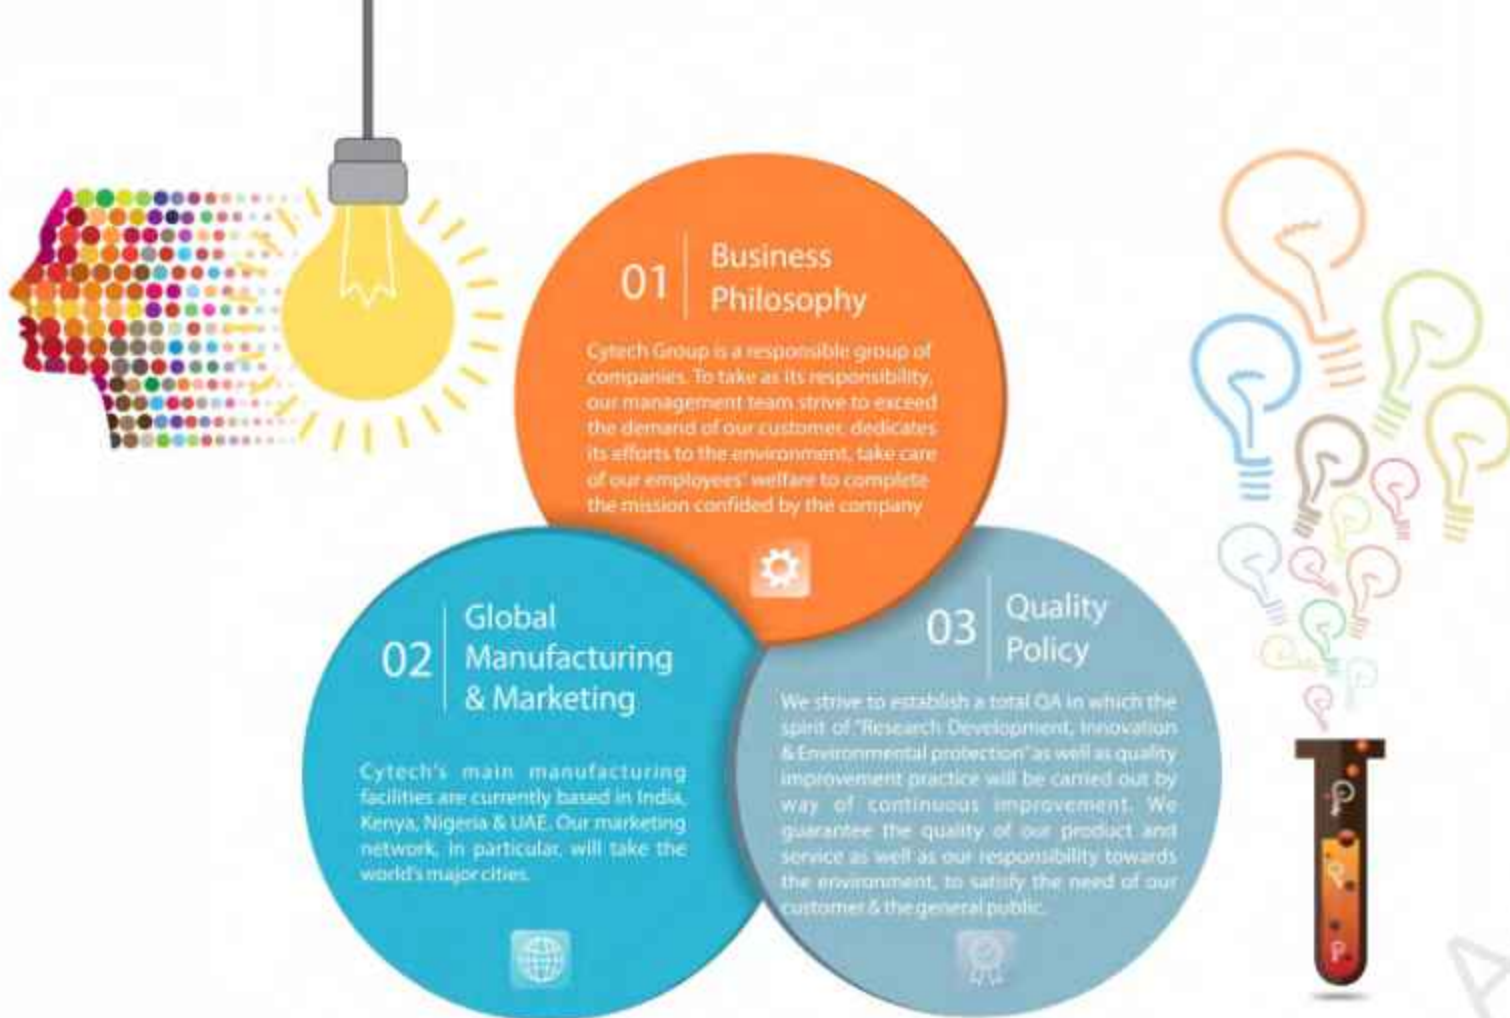 01
Business
Philosophy
Cytech Group is a responsible group of
companies. To take as its responsibility,
our management team strive to exceed
the demand of our customer, dedicates
its efforts to the environment, take care
of our employees' welfare to complete
the mission confided by the company
02
Global
Manufacturing
& Marketing
Cytech's main manufacturing
facilities are currently based in India,
Kenya, Nigeria & UAE. Our marketing
network, in particular, will take the
world's major cities.
03
Quality
Policy
We strive to establish a total QA in which the
spirit of "Research Development, Innovation
& Environmental protection" as well as quality
improvement practice will be carried out by
way of continuous improvement. We
guarantee the quality of our product and
service as well as our responsibility towards
the environment, to satisfy the need of our
customer & the general public.
A